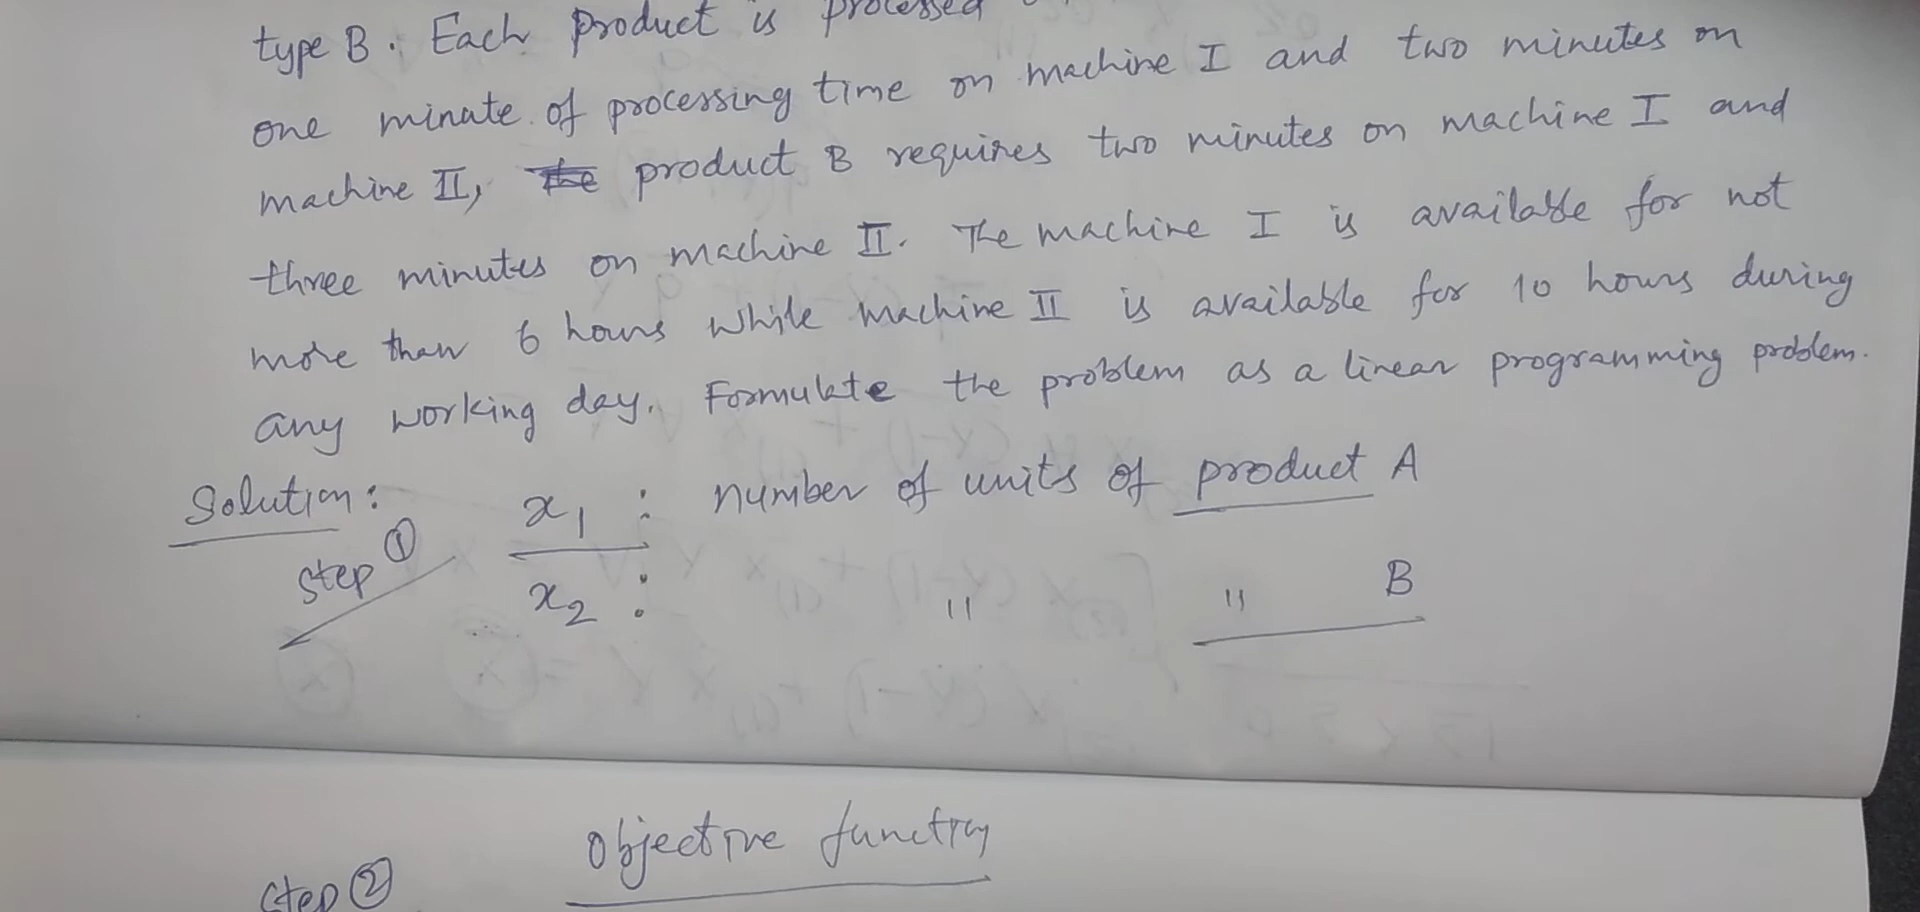 type B. Each product is processed
one minute of processing time on machine I and two minutes on
machine II, the product B requires two minutes on machine I and
three minutes on machine II. The machine I is available for not
more than 6 hours while machine II is available for 10 hours during
any working day. Formulate the problem as a linear programming problem.
Solution:
Step ① x₁ : number of units of product A
x₂ : " " B
Step ② Objective function